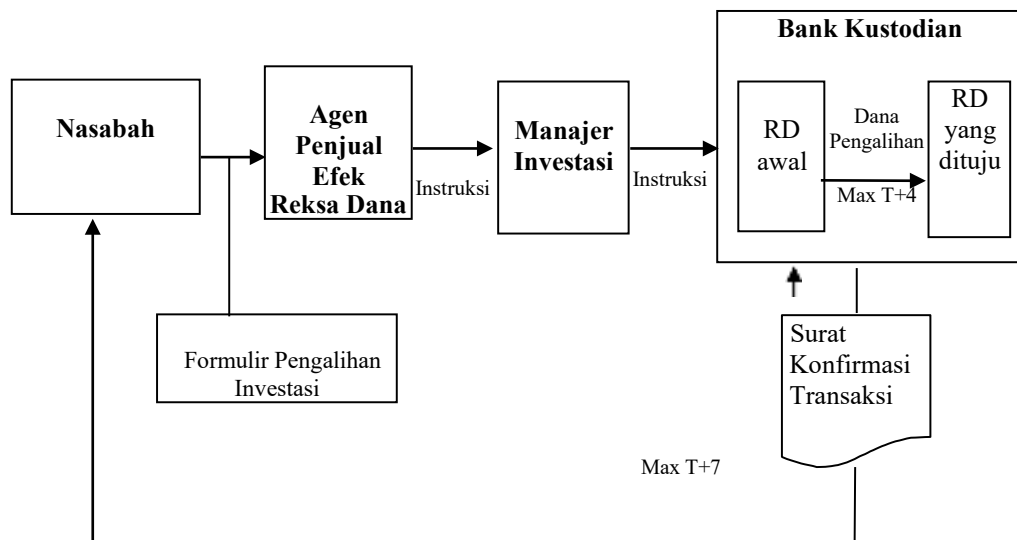 Bank Kustodian
Nasabah
Agen
Penjual
Efek
Reksa Dana
Instruksi
Manajer
Investasi
Instruksi
RD
awal
Dana
Pengalihan
Max T+4
RD
yang
dituju
Formulir Pengalihan
Investasi
Surat
Konfirmasi
Transaksi
Max T+7